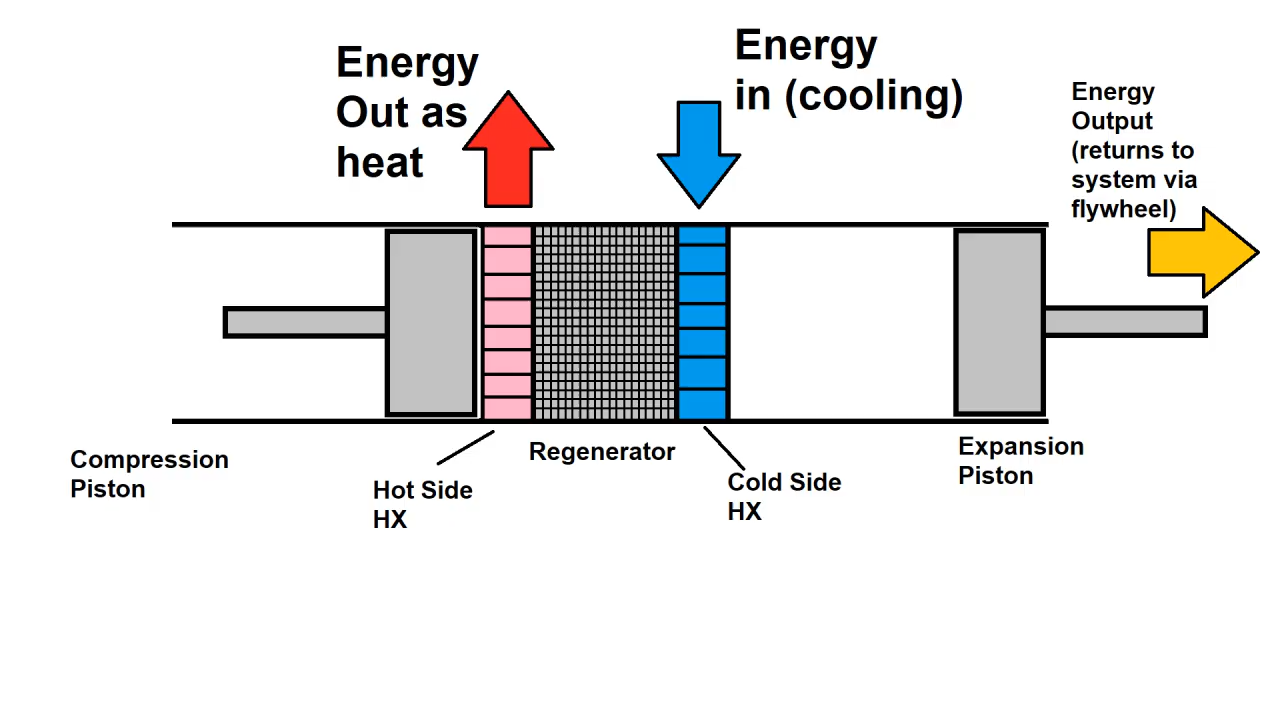 Energy
Out as
heat
Energy
in (cooling)
Energy
Output
(returns to
system via
flywheel)
Compression
Piston
Hot Side
HX
Regenerator
Cold Side
HX
Expansion
Piston